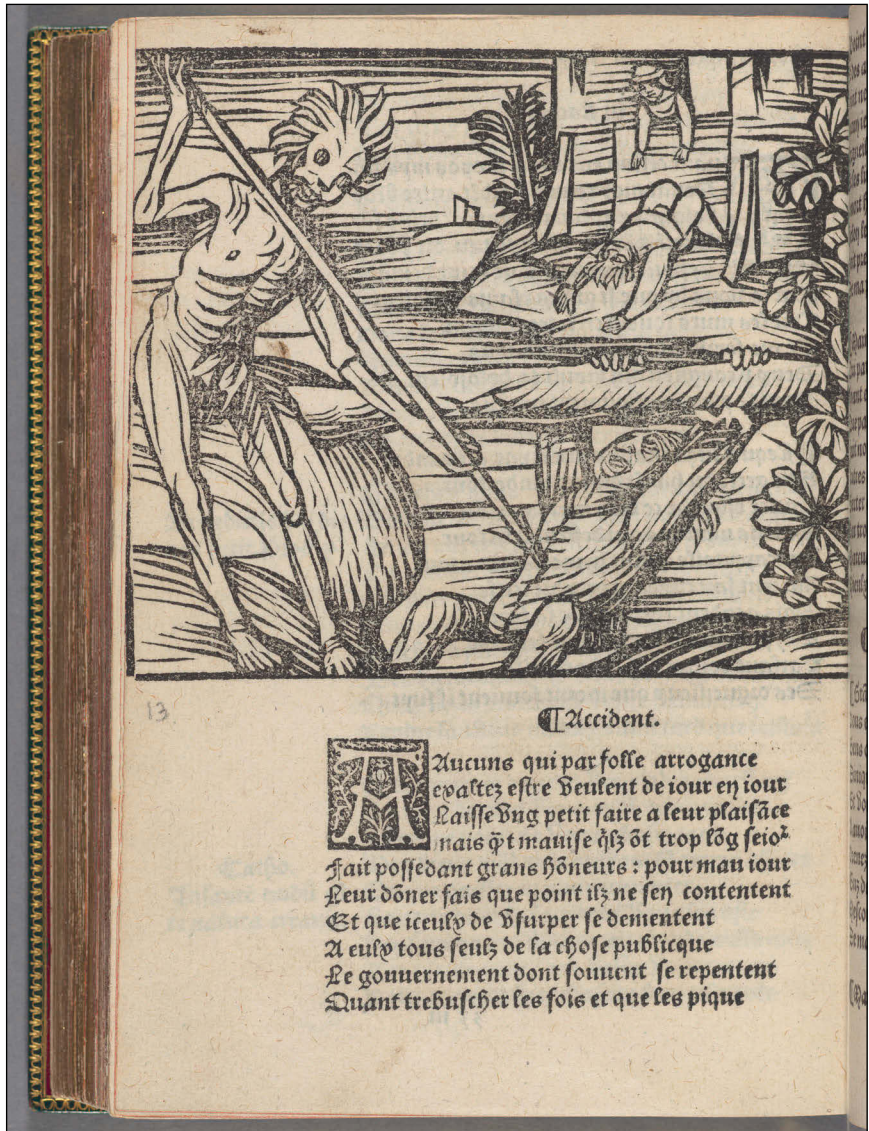 13
¶ Accident.
AAucuns qui par folle arrogance
exaltez estre veulent de iour en iour
Laisse vng petit faire a leur plaisāce
mais q̄t mauise q̄lz ōt trop lōg seioꝛ
Fait possedant grans hōneurs : pour mau iour
Leur dōner fais que point ilz ne sen contentent
Et que iceulx de vsurper se dementent
A eulx tous seulz de la chose publicque
Le gouuernement dont souuent se repentent
Quant trebuscher les fois et que les pique